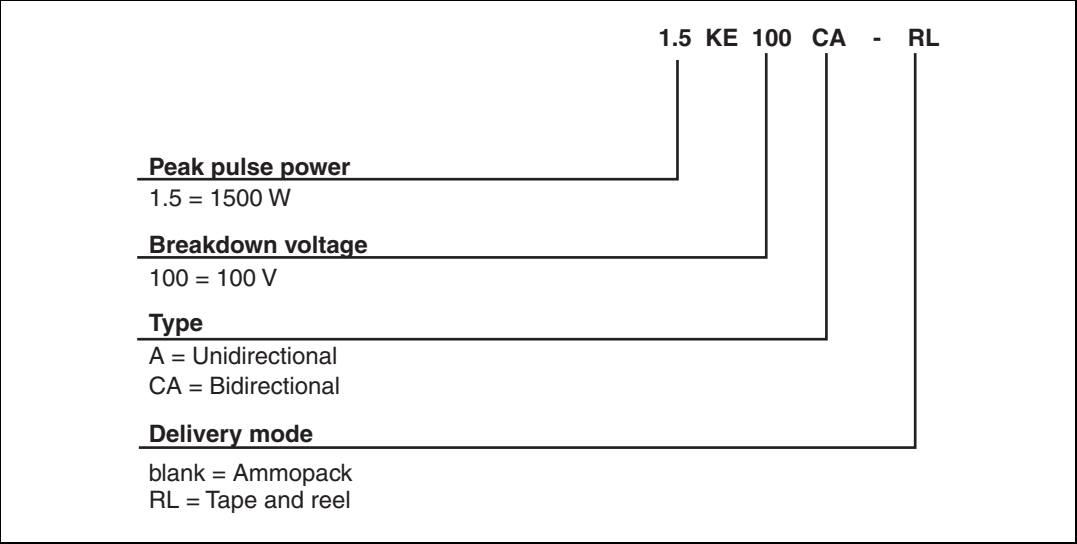 1.5 KE 100 CA - RL
Peak pulse power
1.5 = 1500 W
Breakdown voltage
100 = 100 V
Type
A = Unidirectional
CA = Bidirectional
Delivery mode
blank = Ammopack
RL = Tape and reel